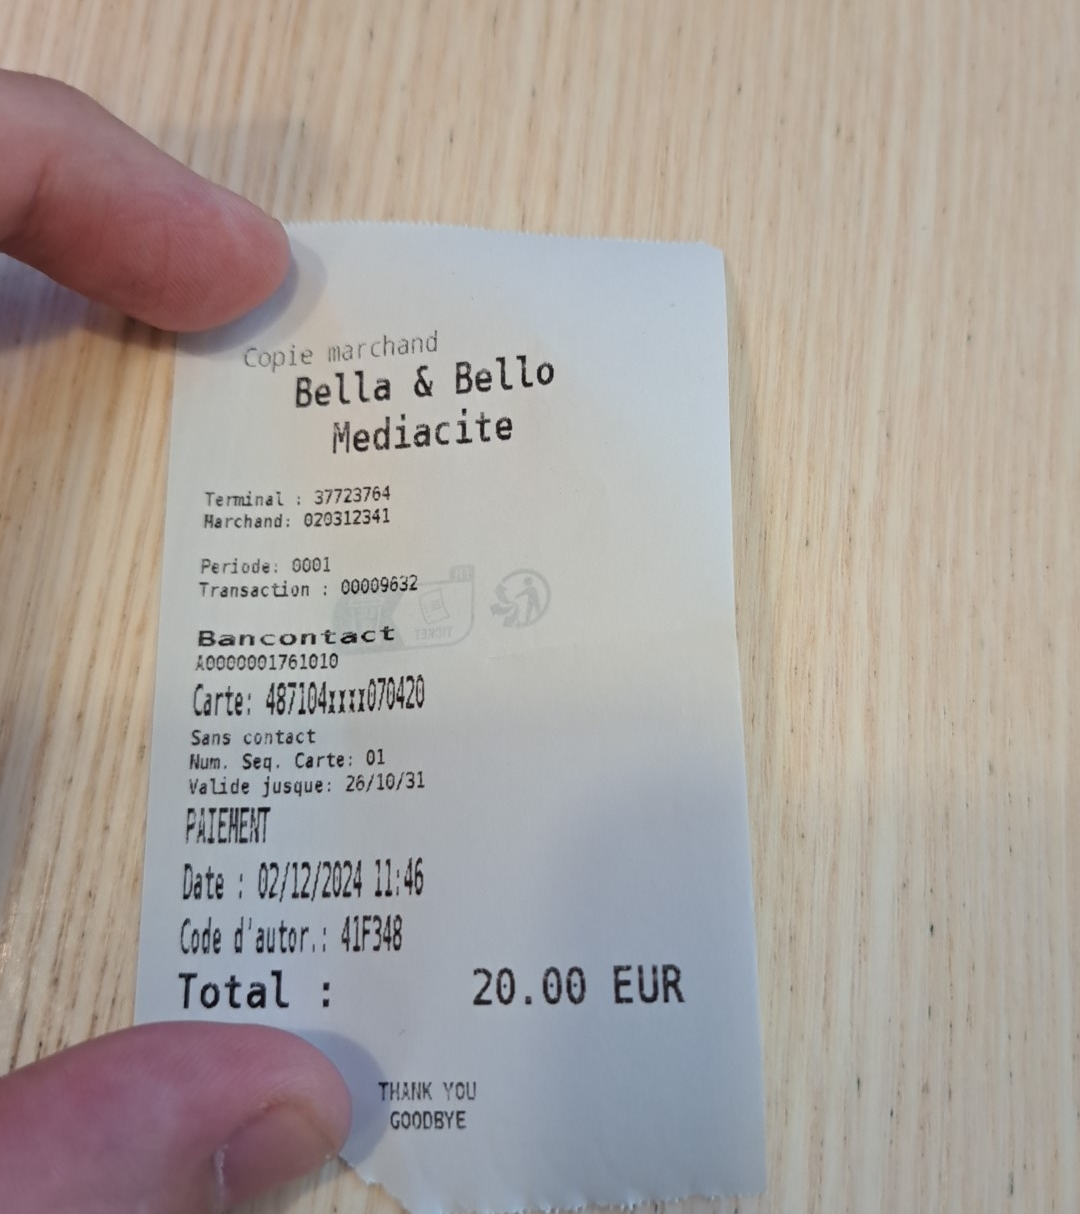 Copie marchand
Bella & Bello
Mediacite
Terminal : 37723764
Marchand: 020312341
Periode: 0001
Transaction : 00009632
Bancontact
A0000001761010
Carte: 487104xxxx070420
Sans contact
Num. Seq. Carte: 01
Valide jusque: 26/10/31
PAIEMENT
Date : 02/12/2024 11:46
Code d'autor.: 41F348
Total : 20.00 EUR
THANK YOU
GOODBYE